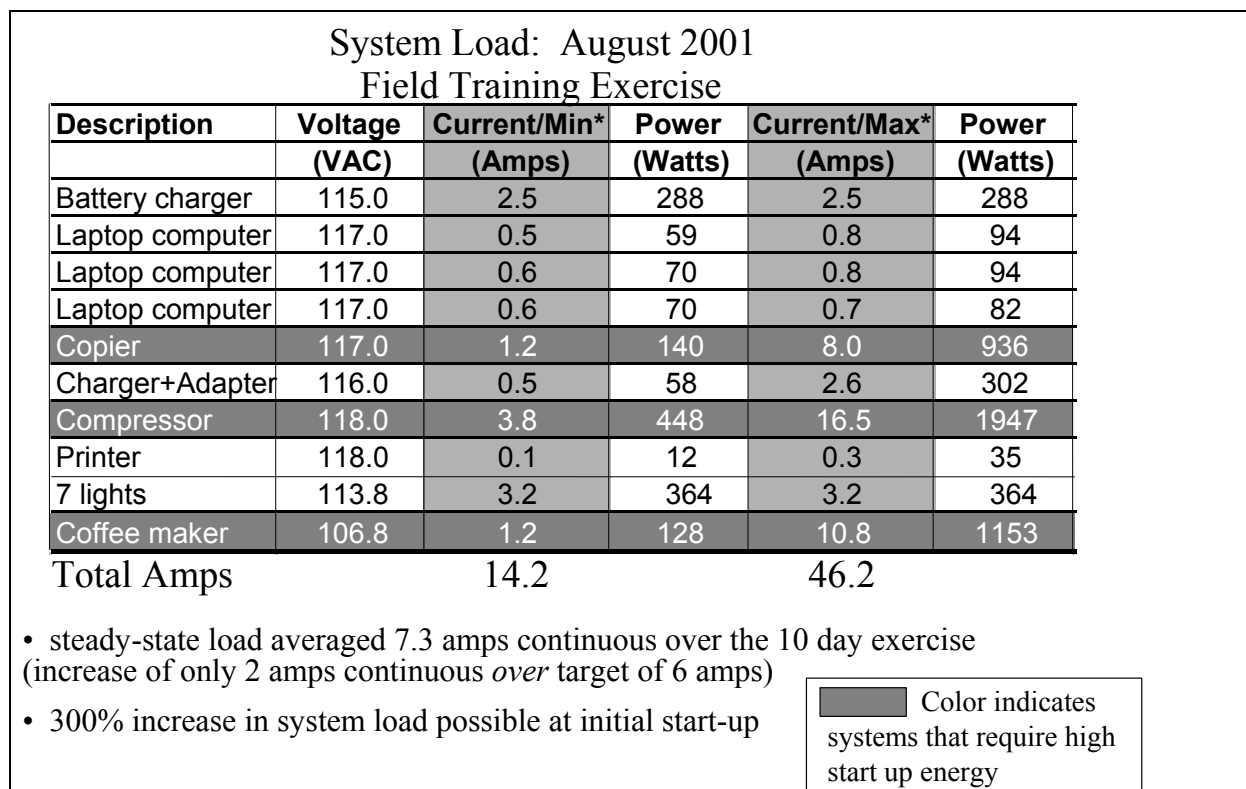 System Load: August 2001
Field Training Exercise
Description Voltage Current/Min* Power Current/Max* Power
(VAC) (Amps) (Watts) (Amps) (Watts)
Battery charger 115.0 2.5 288 2.5 288
Laptop computer 117.0 0.5 59 0.8 94
Laptop computer 117.0 0.6 70 0.8 94
Laptop computer 117.0 0.6 70 0.7 82
Copier 117.0 1.2 140 8.0 936
Charger+Adapter 116.0 0.5 58 2.6 302
Compressor 118.0 3.8 448 16.5 1947
Printer 118.0 0.1 12 0.3 35
7 lights 113.8 3.2 364 3.2 364
Coffee maker 106.8 1.2 128 10.8 1153
Total Amps 14.2 46.2
• steady-state load averaged 7.3 amps continuous over the 10 day exercise
(increase of only 2 amps continuous over target of 6 amps)
• 300% increase in system load possible at initial start-up
Color indicates
systems that require high
start up energy